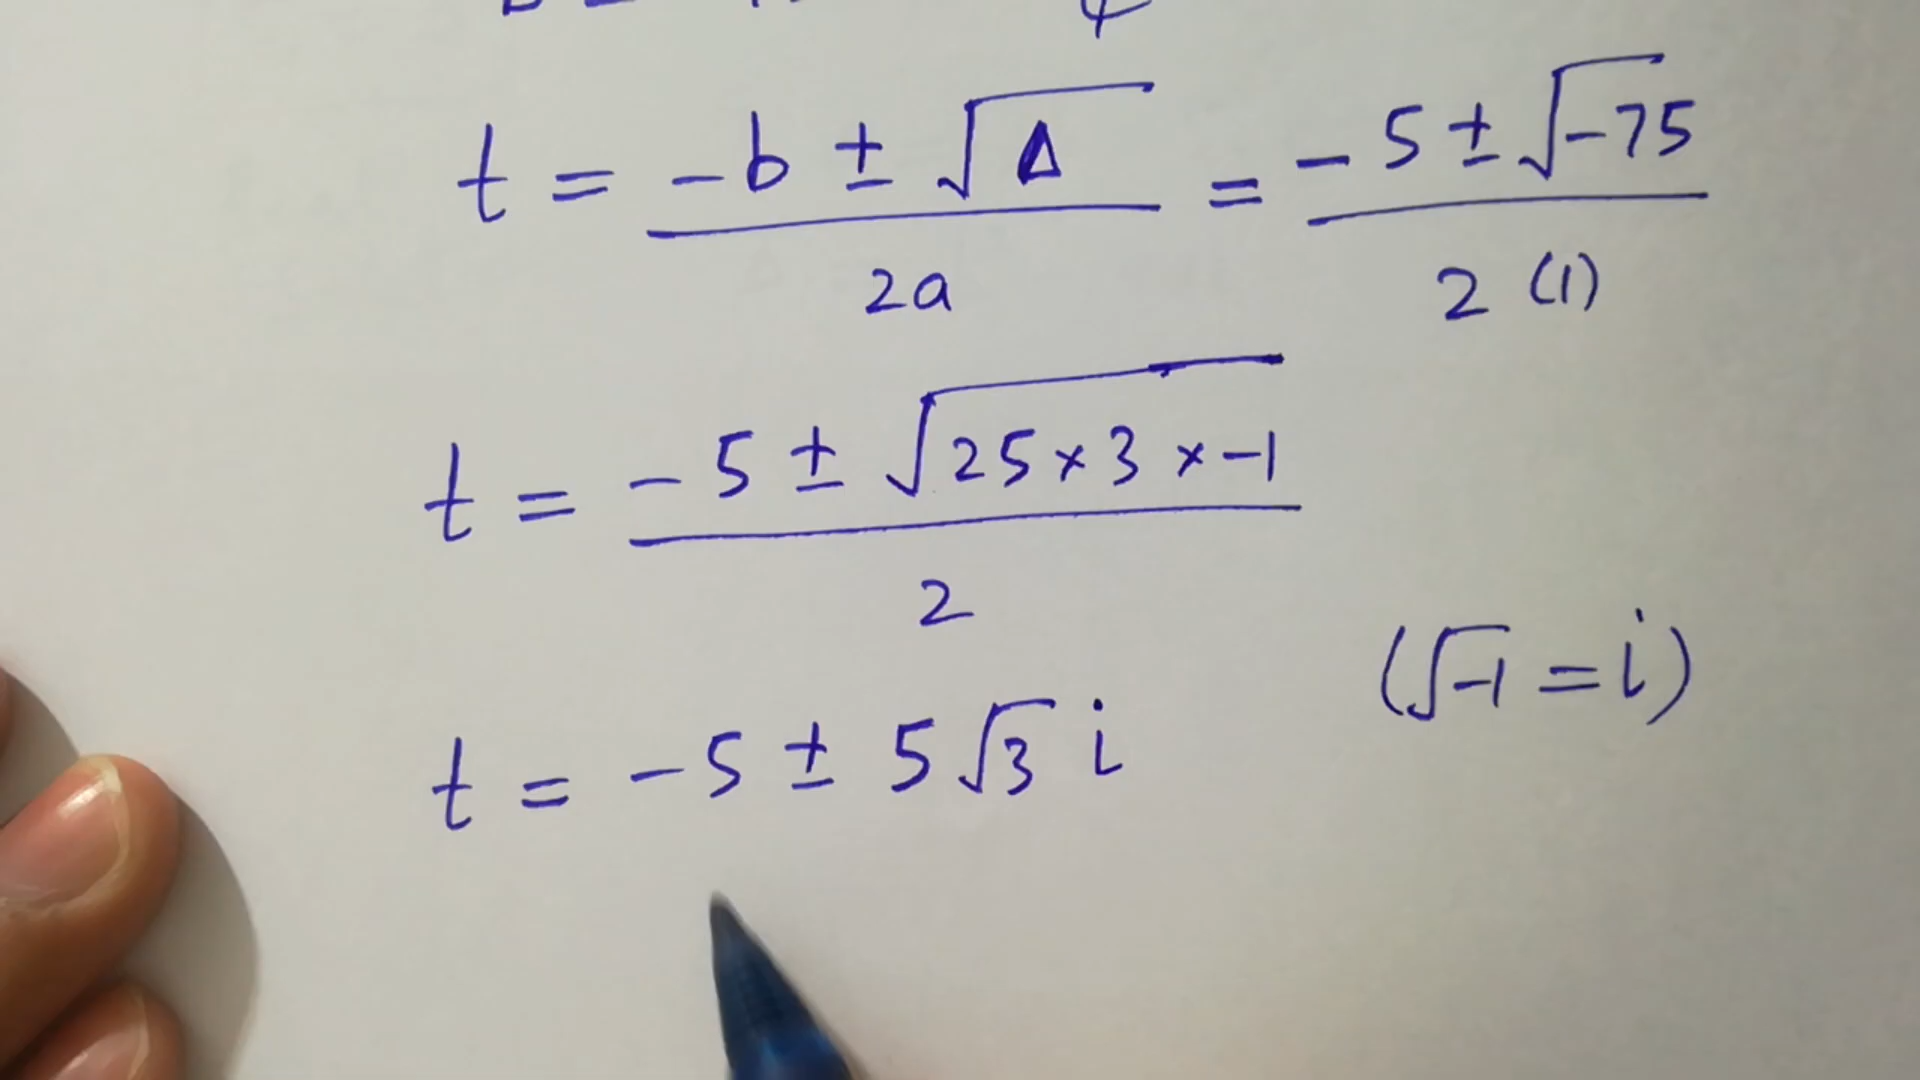 t = -b ± √Δ / 2a = -5 ± √-75 / 2 (1)
t = -5 ± √25 × 3 × -1 / 2
(√-1 = i)
t = -5 ± 5√3 i